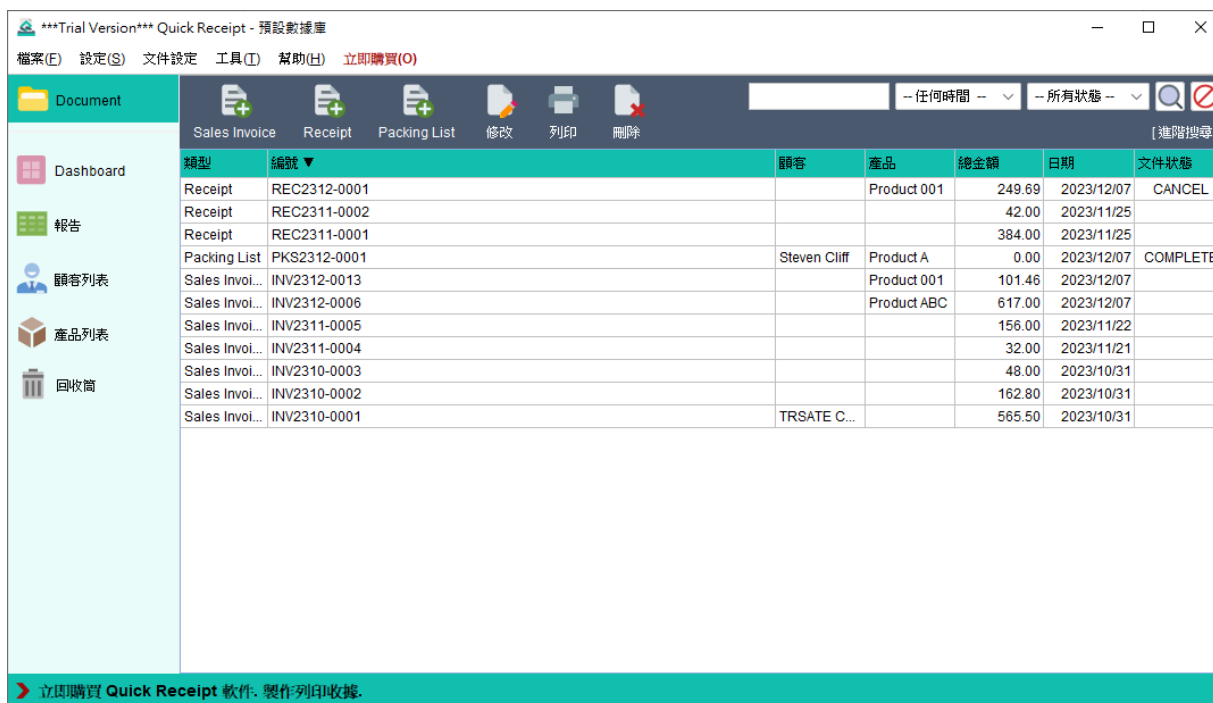 ***Trial Version*** Quick Receipt - 預設數據庫
檔案(F) 設定(S) 文件設定 工具(T) 幫助(H) 立即購買(O)
Document
Sales Invoice Receipt Packing List 修改 列印 刪除
-- 任何時間 -- -- 所有狀態 --
[ 進階搜尋
Dashboard
報告
顧客列表
產品列表
回收筒
類型 編號 ▼ 顧客 產品 總金額 日期 文件狀態
Receipt REC2312-0001 Product 001 249.69 2023/12/07 CANCEL
Receipt REC2311-0002 42.00 2023/11/25
Receipt REC2311-0001 384.00 2023/11/25
Packing List PKS2312-0001 Steven Cliff Product A 0.00 2023/12/07 COMPLETE
Sales Invoi... INV2312-0013 Product 001 101.46 2023/12/07
Sales Invoi... INV2312-0006 Product ABC 617.00 2023/12/07
Sales Invoi... INV2311-0005 156.00 2023/11/22
Sales Invoi... INV2311-0004 32.00 2023/11/21
Sales Invoi... INV2310-0003 48.00 2023/10/31
Sales Invoi... INV2310-0002 162.80 2023/10/31
Sales Invoi... INV2310-0001 TRSATE C... 565.50 2023/10/31
立即購買 Quick Receipt 軟件. 製作列印收據.